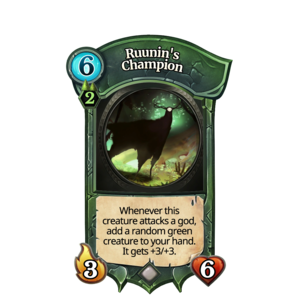 Ruunin's
Champion
6
2
Whenever this
creature attacks a god,
add a random green
creature to your hand.
It gets +3/+3.
3
6